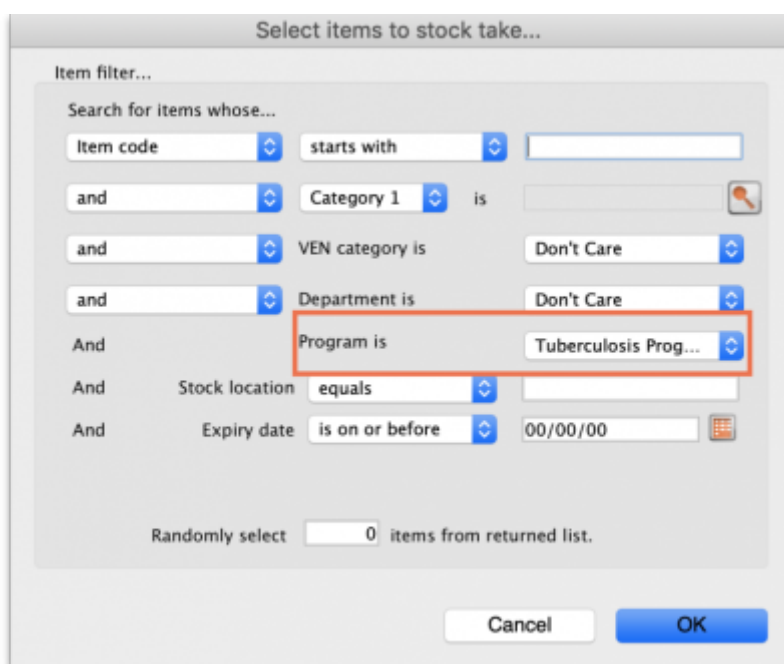 Select items to stock take...
Item filter...
Search for items whose...
Item code starts with
and Category 1 is
and VEN category is Don't Care
and Department is Don't Care
And Program is Tuberculosis Prog...
And Stock location equals
And Expiry date is on or before 00/00/00
Randomly select 0 items from returned list.
Cancel OK